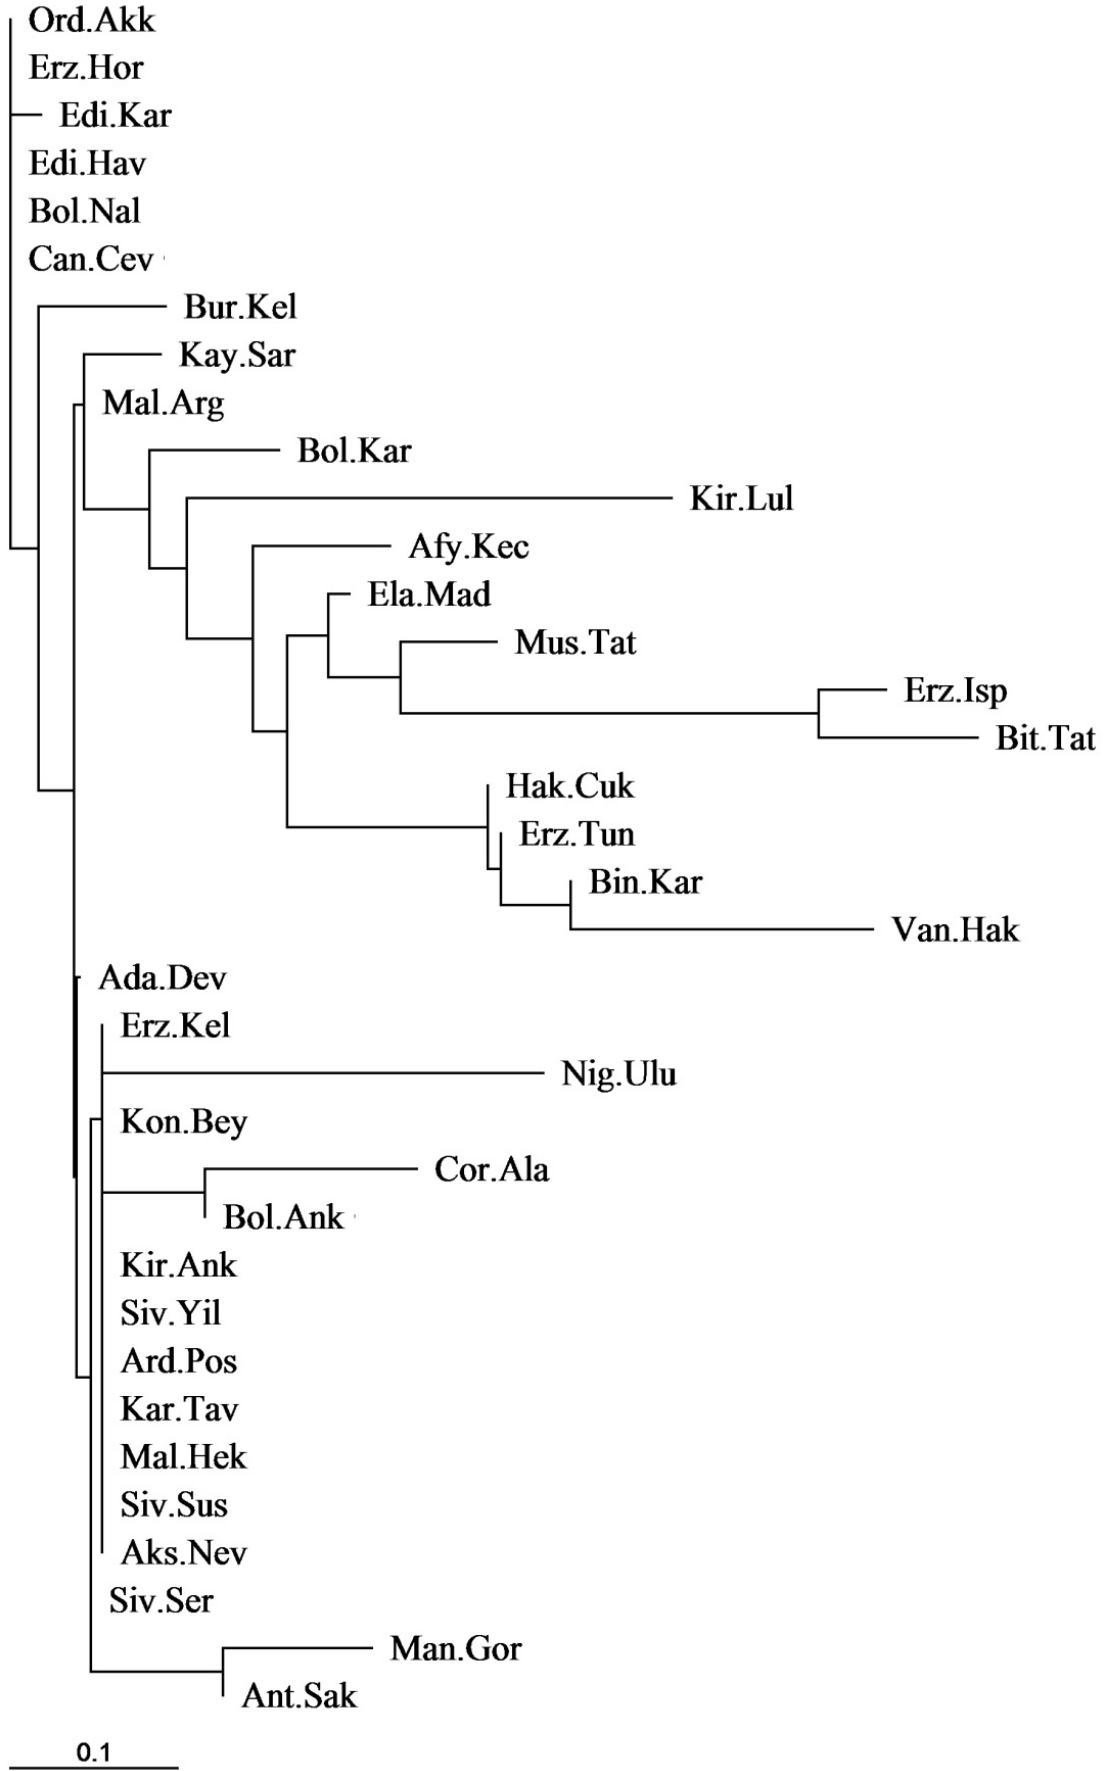 Ord.Akk
Erz.Hor
Edi.Kar
Edi.Hav
Bol.Nal
Can.Cev
Bur.Kel
Kay.Sar
Mal.Arg
Bol.Kar
Kir.Lul
Afy.Kec
Ela.Mad
Mus.Tat
Erz.Isp
Bit.Tat
Hak.Cuk
Erz.Tun
Bin.Kar
Van.Hak
Ada.Dev
Erz.Kel
Nig.Ulu
Kon.Bey
Cor.Ala
Bol.Ank
Kir.Ank
Siv.Yil
Ard.Pos
Kar.Tav
Mal.Hek
Siv.Sus
Aks.Nev
Siv.Ser
Man.Gor
Ant.Sak
0.1